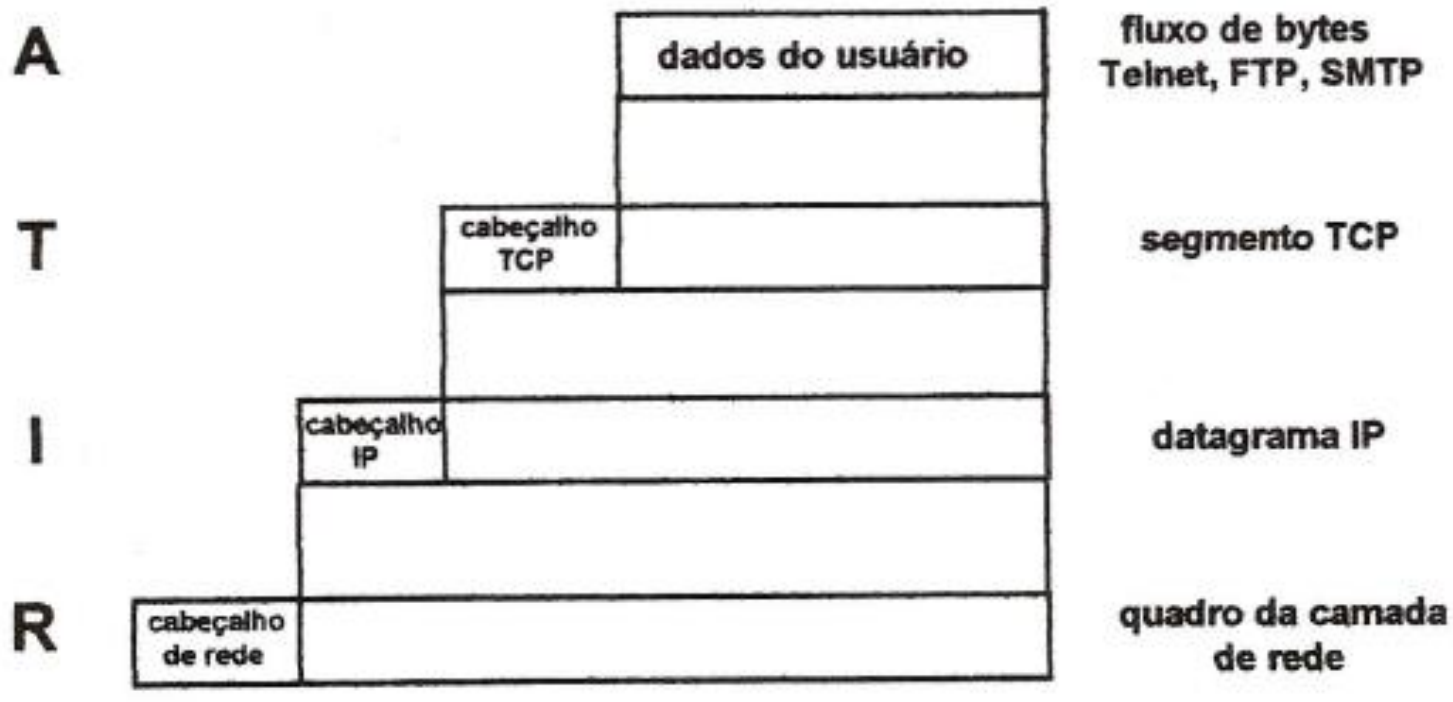 A
dados do usuário
fluxo de bytes
Telnet, FTP, SMTP
T
cabeçalho
TCP
segmento TCP
I
cabeçalho
IP
datagrama IP
R
cabeçalho
de rede
quadro da camada
de rede